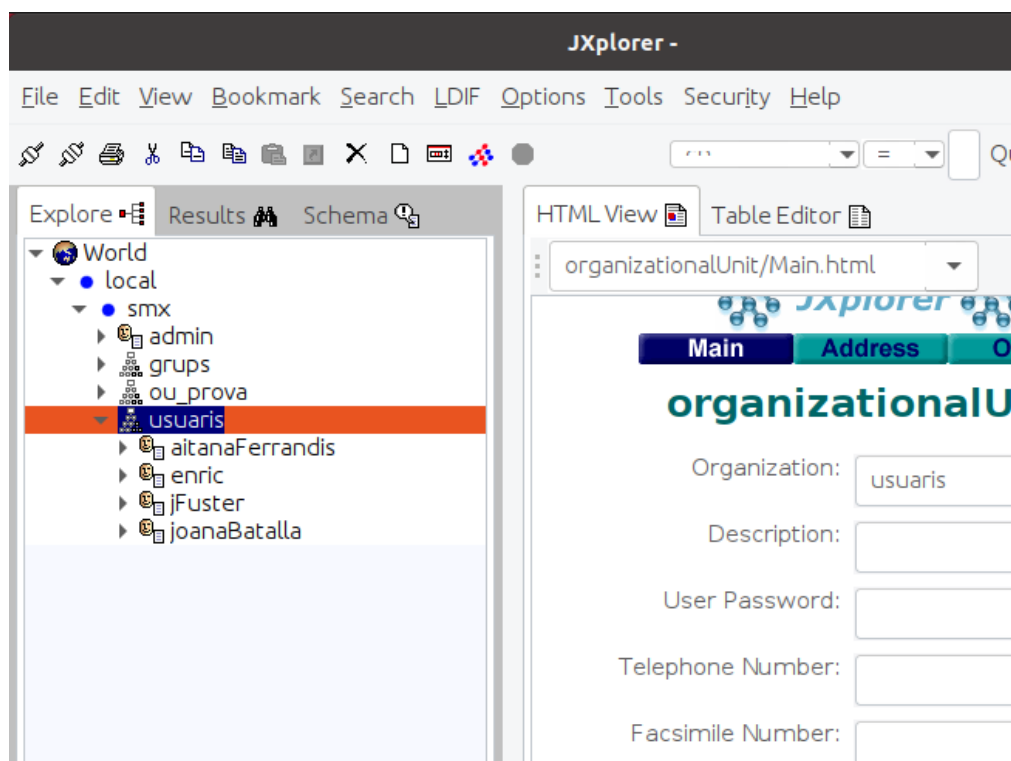 JXplorer -
File Edit View Bookmark Search LDIF Options Tools Security Help
=
Explore Results Schema
HTML View Table Editor
World
local
smx
admin
grups
ou_prova
usuaris
aitanaFerrandis
enric
jFuster
joanaBatalla
organizationalUnit/Main.html
JXplorer
Main Address
organizationalU
Organization: usuaris
Description:
User Password:
Telephone Number:
Facsimile Number: